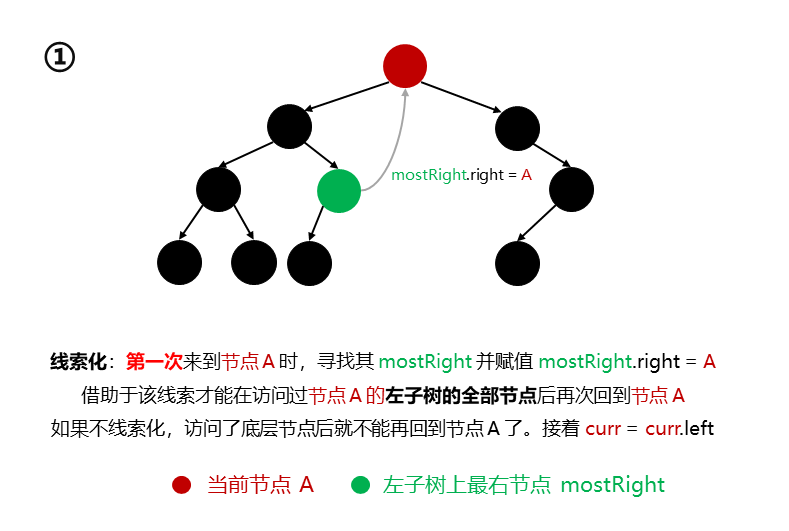 ①
mostRight.right = A
线索化：第一次来到节点 A 时，寻找其 mostRight 并赋值 mostRight.right = A
借助于该线索才能在访问过节点 A 的左子树的全部节点后再次回到节点 A
如果不线索化，访问了底层节点后就不能再回到节点 A 了。接着 curr = curr.left
当前节点 A 左子树上最右节点 mostRight